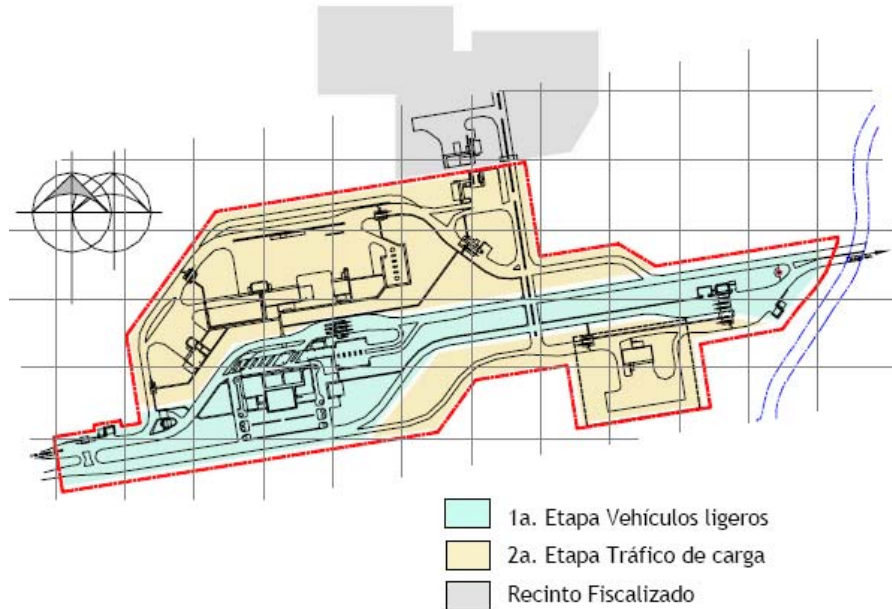 1a. Etapa Vehículos ligeros
2a. Etapa Tráfico de carga
Recinto Fiscalizado